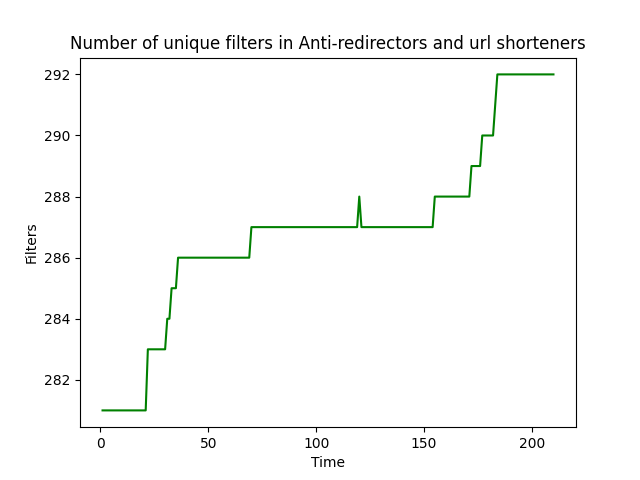 Number of unique filters in Anti-redirectors and url shorteners
292
290
288
286
284
282
Filters
0 50 100 150 200
Time